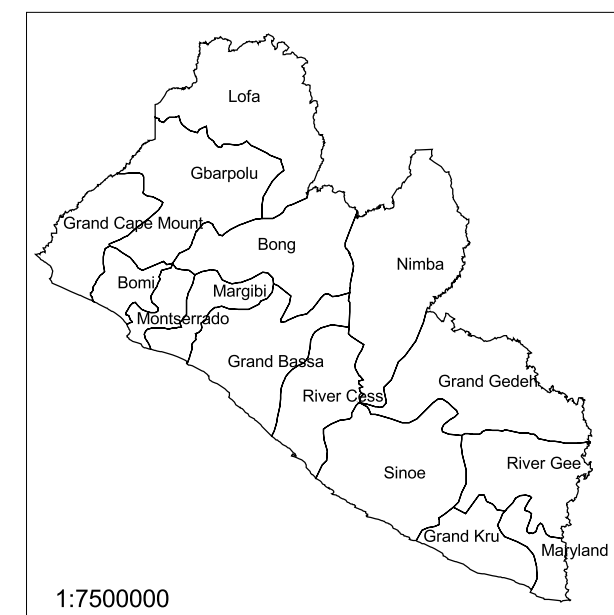 Lofa
Gbarpolu
Grand Cape Mount
Bong
Nimba
Bomi
Margibi
Montserrado
Grand Bassa
Grand Gedeh
River Cess
River Gee
Sinoe
Grand Kru
Maryland
1:7500000